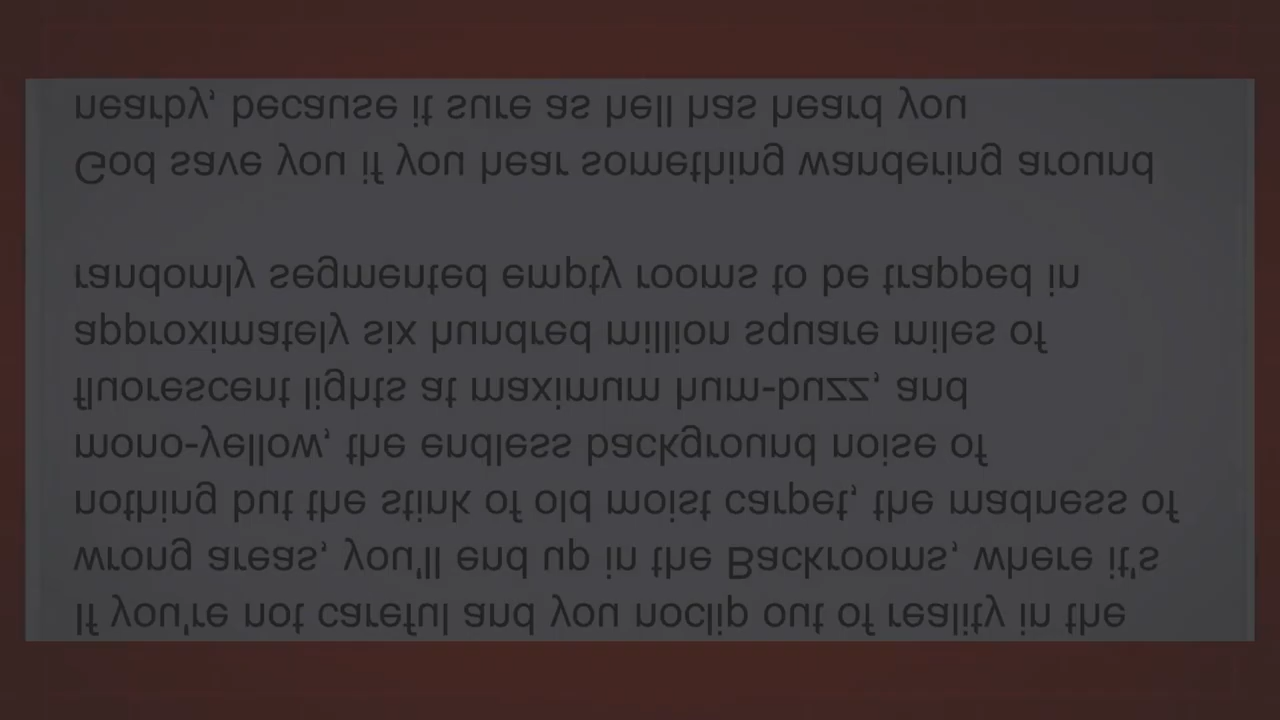 If you're not careful and you noclip out of reality in the
wrong areas, you'll end up in the Backrooms, where it's
nothing but the stink of old moist carpet, the madness of
mono-yellow, the endless background noise of
fluorescent lights at maximum hum-buzz, and
approximately six hundred million square miles of
randomly segmented empty rooms to be trapped in
God save you if you hear something wandering around
nearby, because it sure as hell has heard you